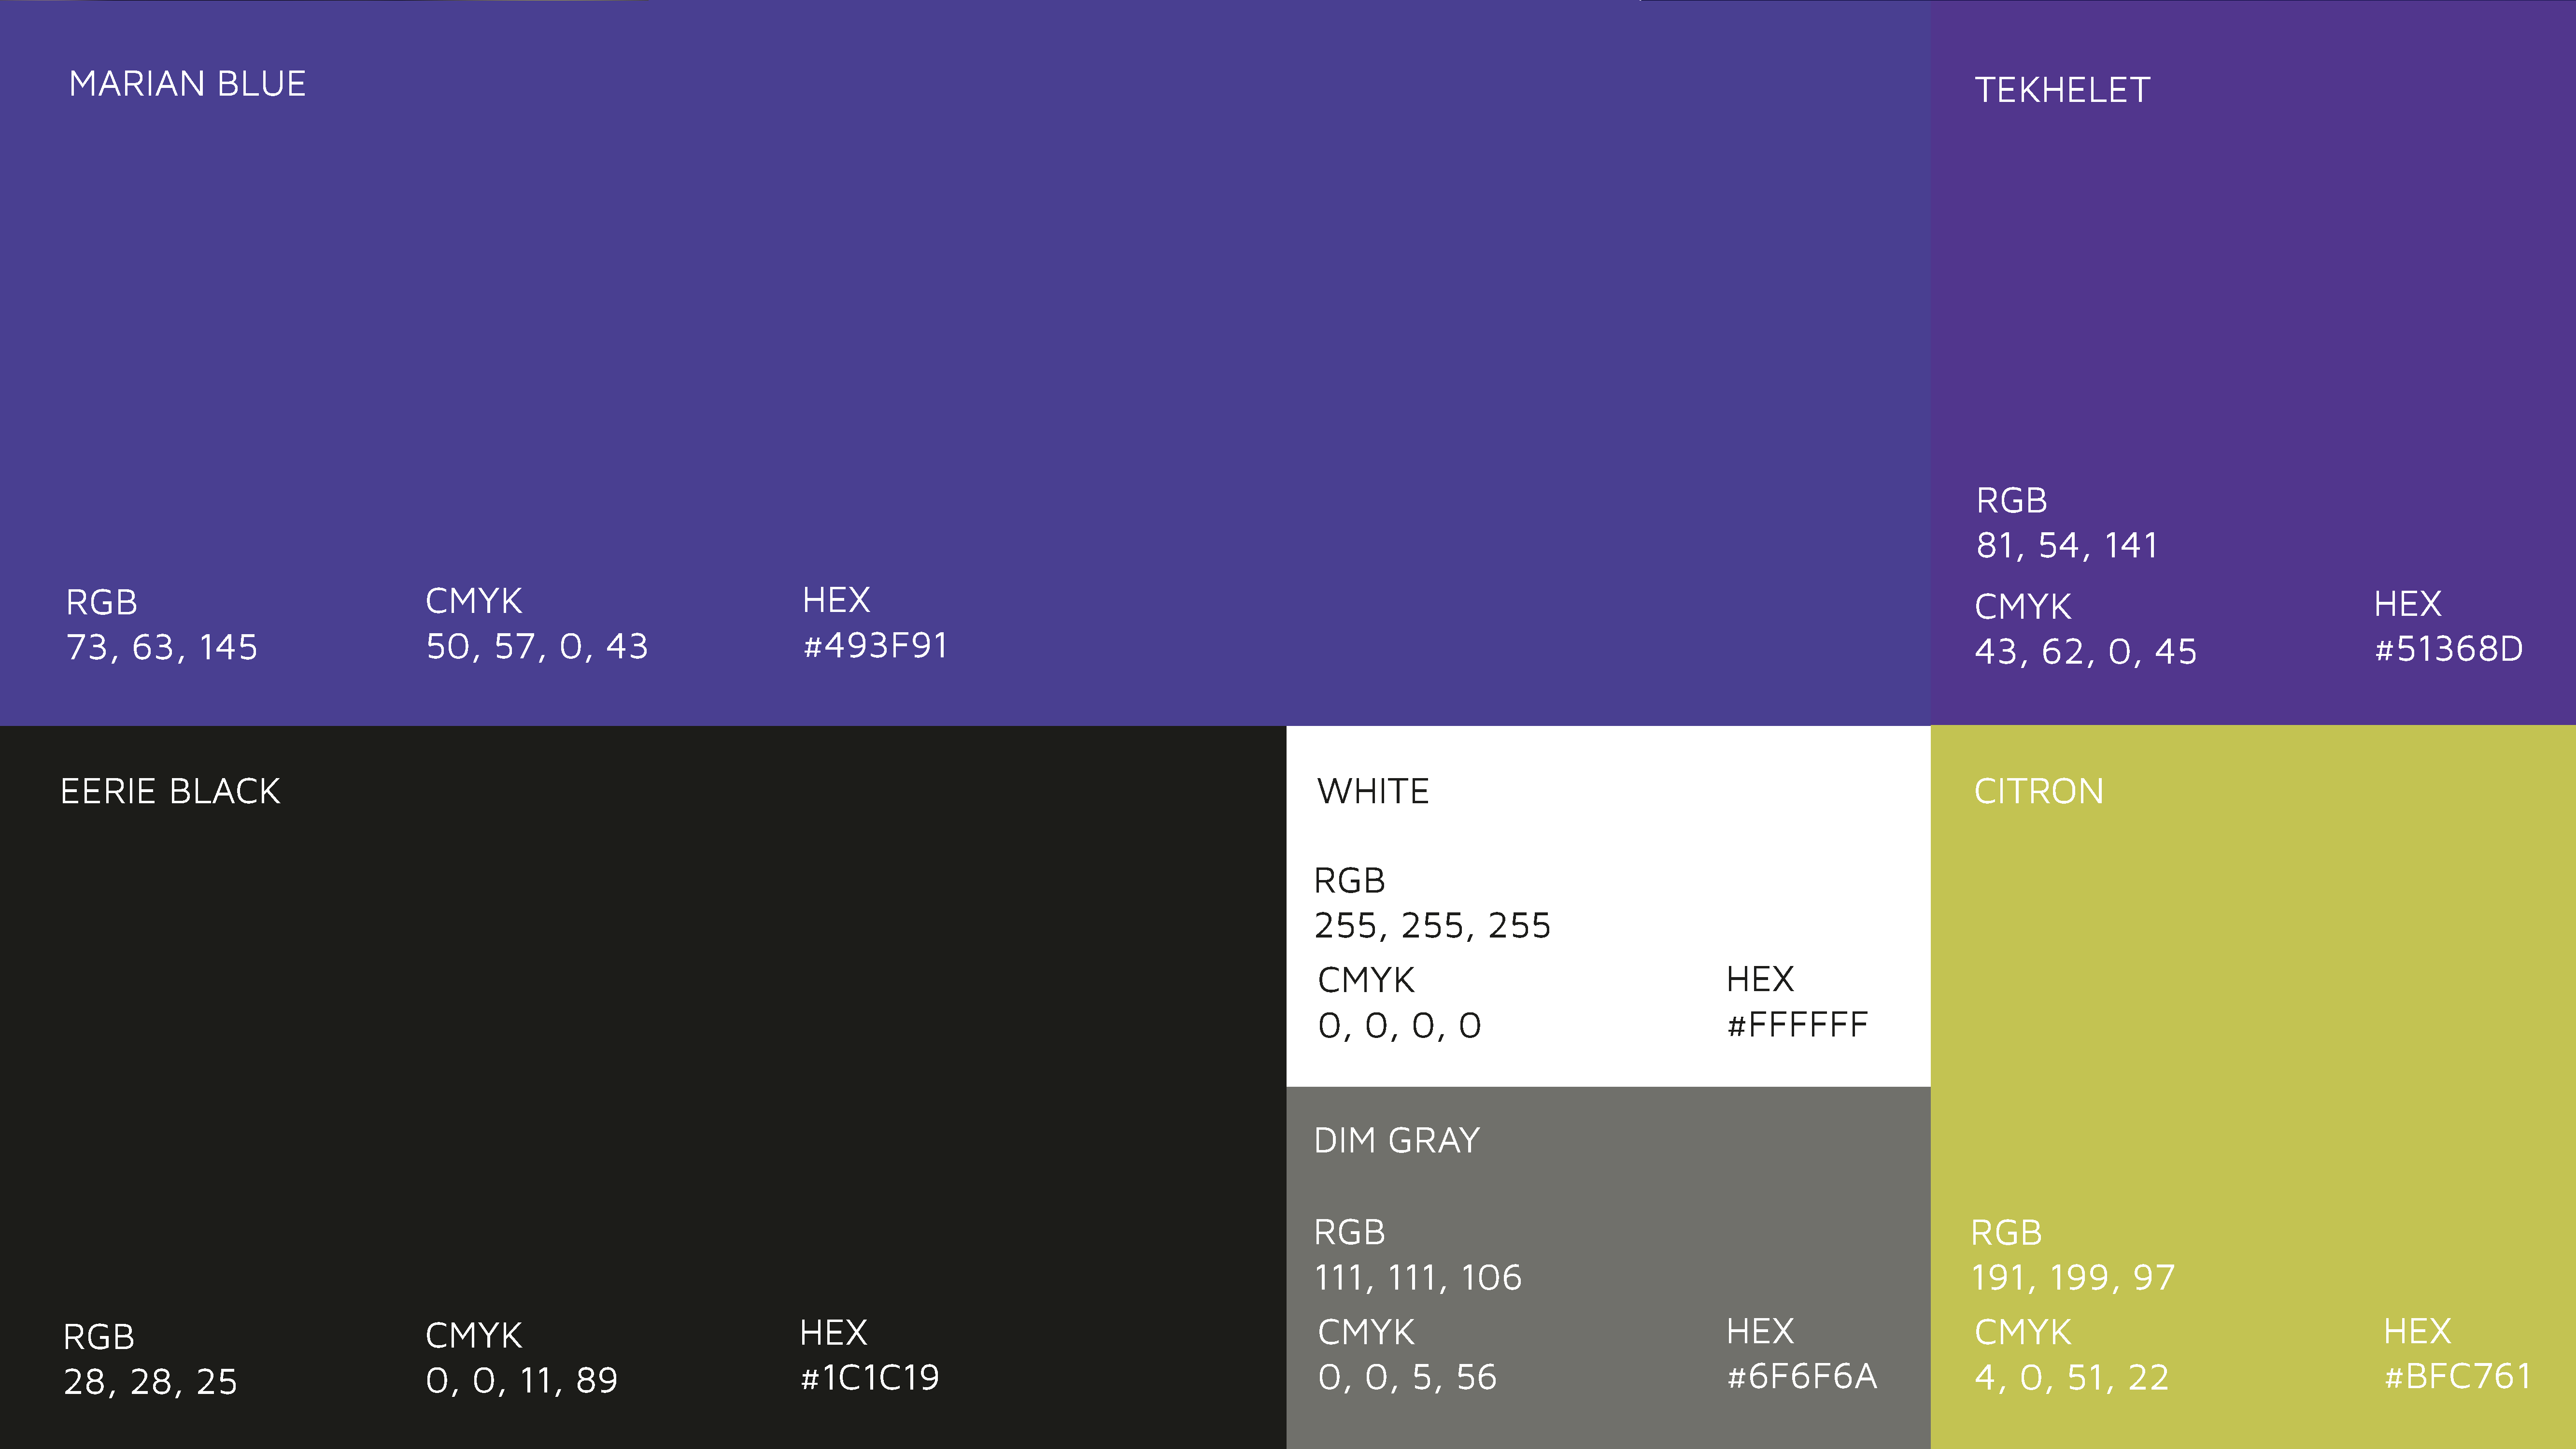 MARIAN BLUE
RGB
73, 63, 145
CMYK
50, 57, 0, 43
HEX
#493F91
TEKHELET
RGB
81, 54, 141
CMYK
43, 62, 0, 45
HEX
#51368D
EERIE BLACK
RGB
28, 28, 25
CMYK
0, 0, 11, 89
HEX
#1C1C19
WHITE
RGB
255, 255, 255
CMYK
0, 0, 0, 0
HEX
#FFFFFF
DIM GRAY
RGB
111, 111, 106
CMYK
0, 0, 5, 56
HEX
#6F6F6A
CITRON
RGB
191, 199, 97
CMYK
4, 0, 51, 22
HEX
#BFC761